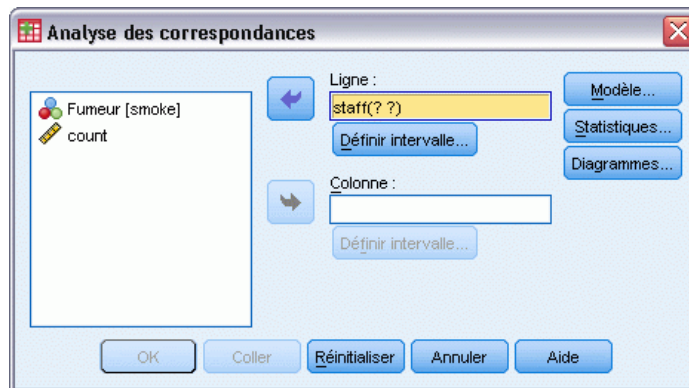 Analyse des correspondances
Fumeur [smoke]
count
Ligne :
staff(? ?)
Définir intervalle...
Colonne :
Définir intervalle...
Modèle...
Statistiques...
Diagrammes...
OK
Coller
Réinitialiser
Annuler
Aide